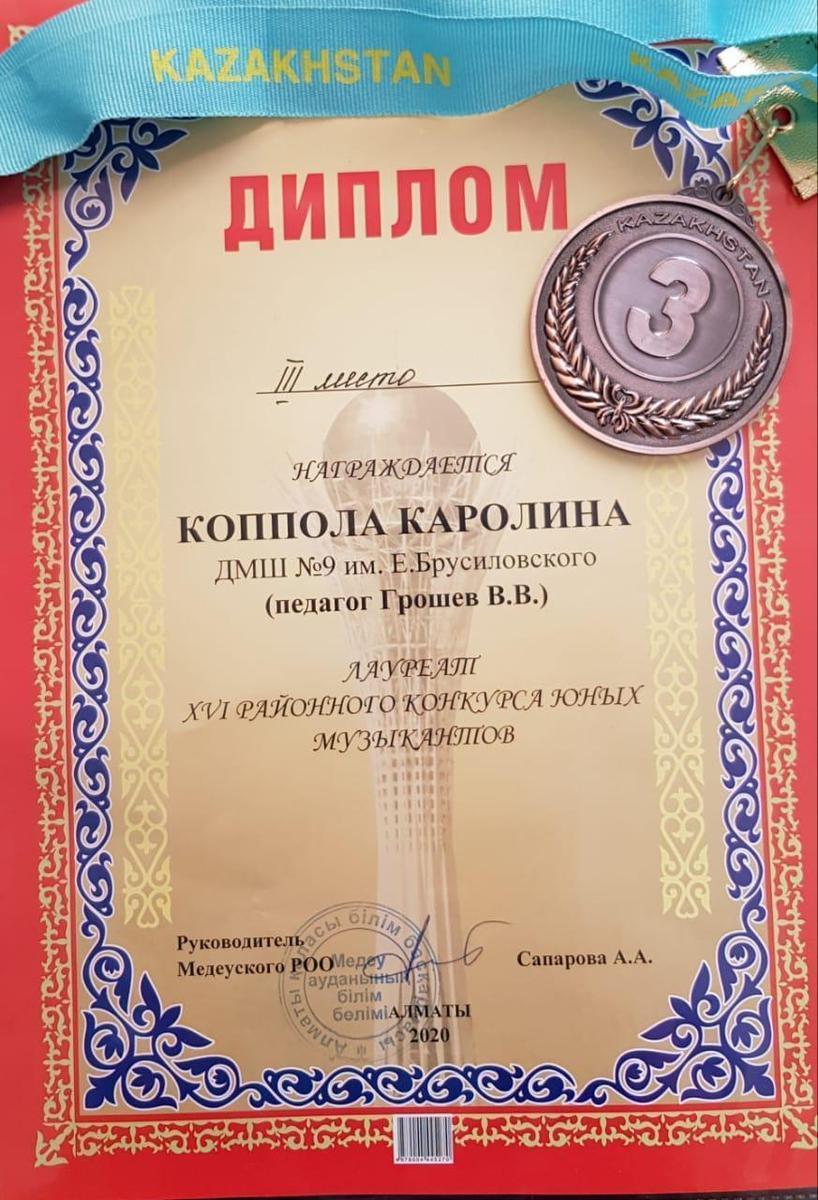 KAZAKHSTAN
ДИПЛОМ
KAZAKHSTAN
3
III место
НАГРАЖДАЕТСЯ
КОППОЛА КАРОЛИНА
ДМШ №9 им. Е.Брусиловского
(педагог Грошев В.В.)
ЛАУРЕАТ
XVI РАЙОННОГО КОНКУРСА ЮНЫХ
МУЗЫКАНТОВ
Руководитель
Медеуского РОО
Сапарова А.А.
Медеу
ауданының
білім
бөлімі
АЛМАТЫ
2020